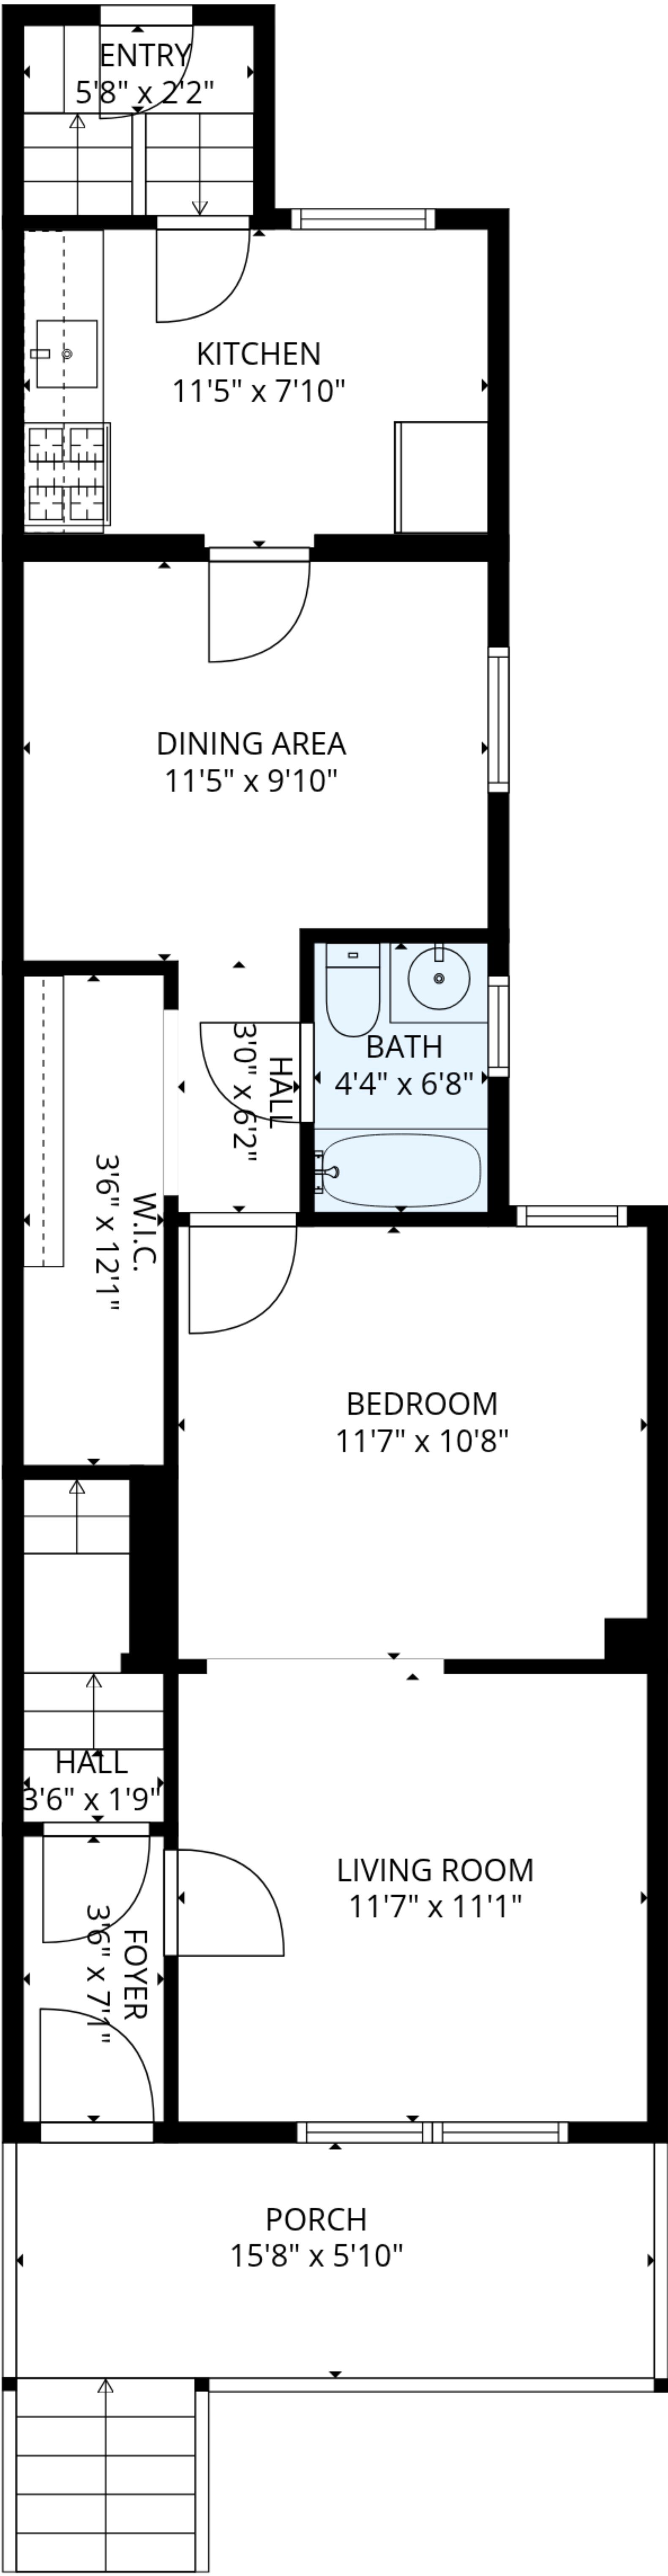 ENTRY
5'8" x 2'2"
KITCHEN
11'5" x 7'10"
DINING AREA
11'5" x 9'10"
BATH
4'4" x 6'8"
HALL
3'0" x 6'2"
W.I.C.
3'6" x 12'1"
BEDROOM
11'7" x 10'8"
HALL
3'6" x 1'9"
LIVING ROOM
11'7" x 11'1"
FOYER
3'6" x 7'1"
PORCH
15'8" x 5'10"